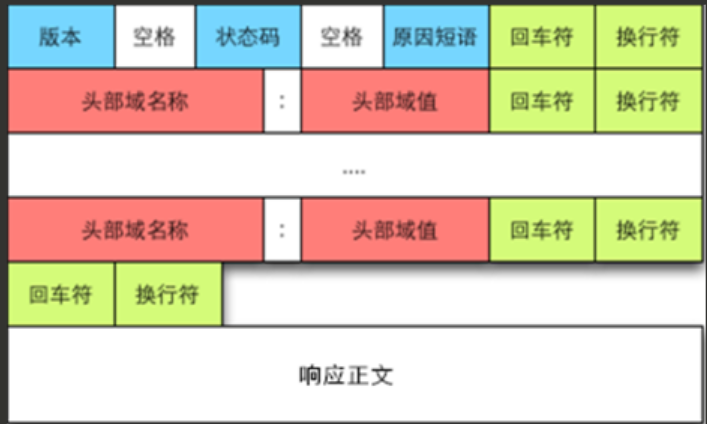 版本 空格 状态码 空格 原因短语 回车符 换行符
头部域名称 : 头部域值 回车符 换行符
....
头部域名称 : 头部域值 回车符 换行符
回车符 换行符
响应正文